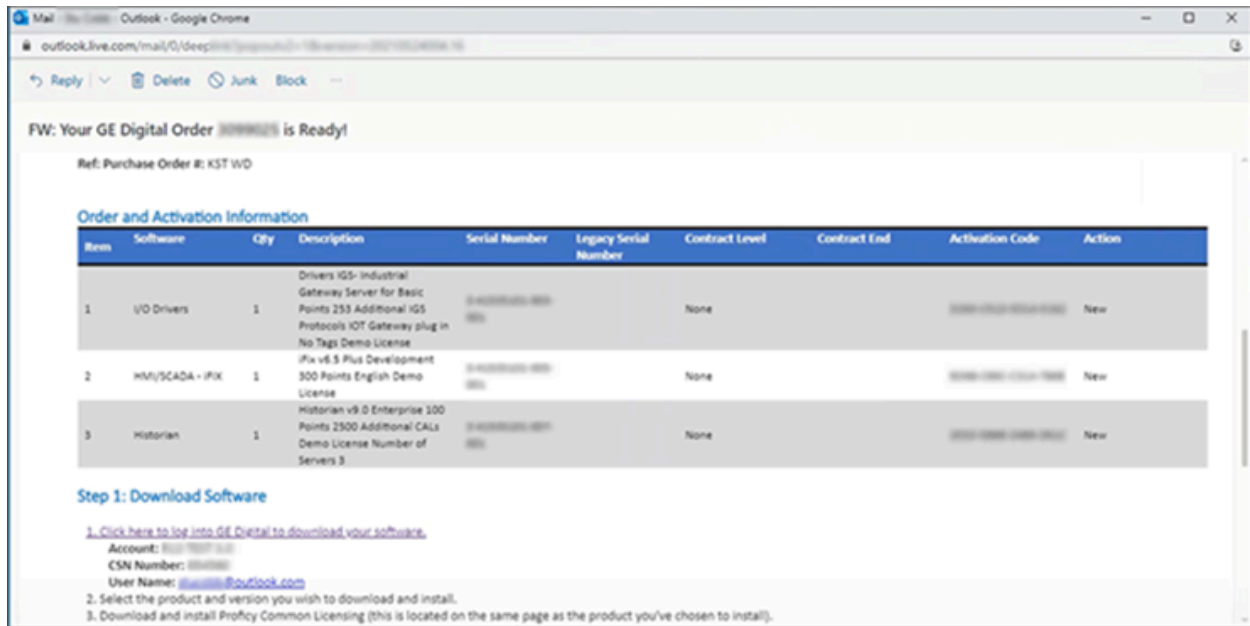 Mail Outlook - Google Chrome
outlook.live.com/mail/0/deep
Reply Delete Junk Block ...
FW: Your GE Digital Order is Ready!
Ref: Purchase Order #: KST WD
Order and Activation Information
Item Software Qty Description Serial Number Legacy Serial Number Contract Level Contract End Activation Code Action
1 I/O Drivers 1 Drivers IGS- Industrial
Gateway Server for Basic
Points 253 Additional IGS
Protocols IOT Gateway plug in
No Tags Demo License
None New
2 HMI/SCADA - iFIX 1 iFix v6.5 Plus Development
300 Points English Demo
License
None New
3 Historian 1 Historian v9.0 Enterprise 100
Points 2500 Additional CALs
Demo License Number of
Servers 3
None New
Step 1: Download Software
1. Click here to log into GE Digital to download your software.
Account:
CSN Number:
User Name: @outlook.com
2. Select the product and version you wish to download and install.
3. Download and install Proficy Common Licensing (this is located on the same page as the product you've chosen to install).